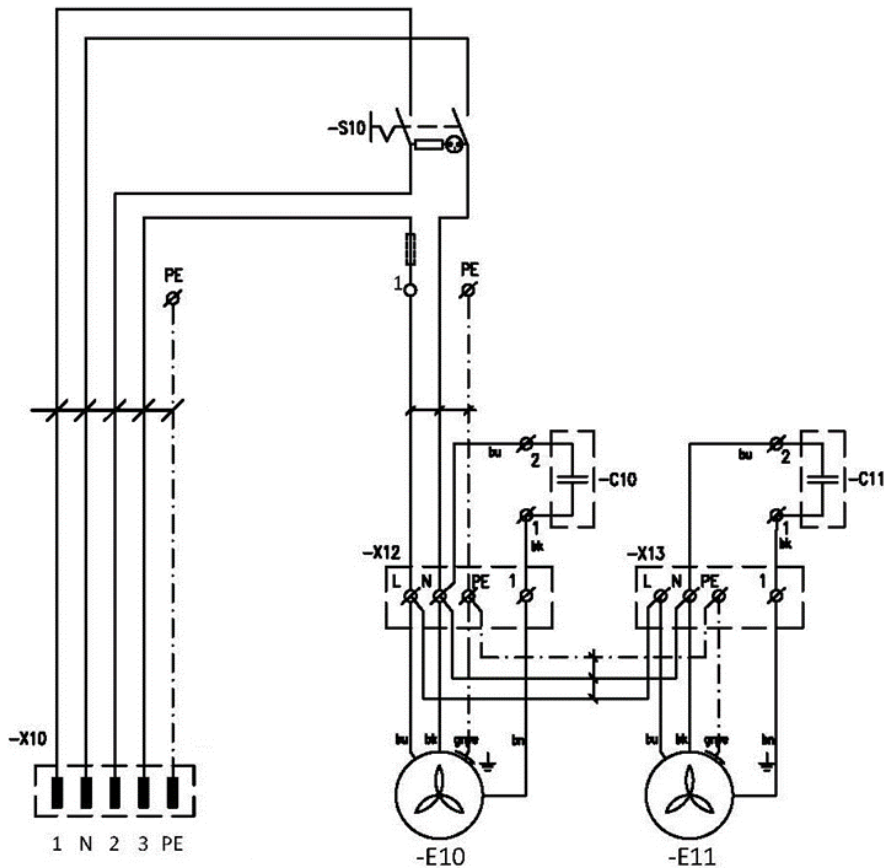 -S10
PE
1
PE
bu
2
-C10
1
bk
bu
2
-C11
1
bk
-X12
L N PE 1
-X13
L N PE 1
-X10
bu bk gnye bn
bu bk gnye bn
1 N 2 3 PE
-E10
-E11